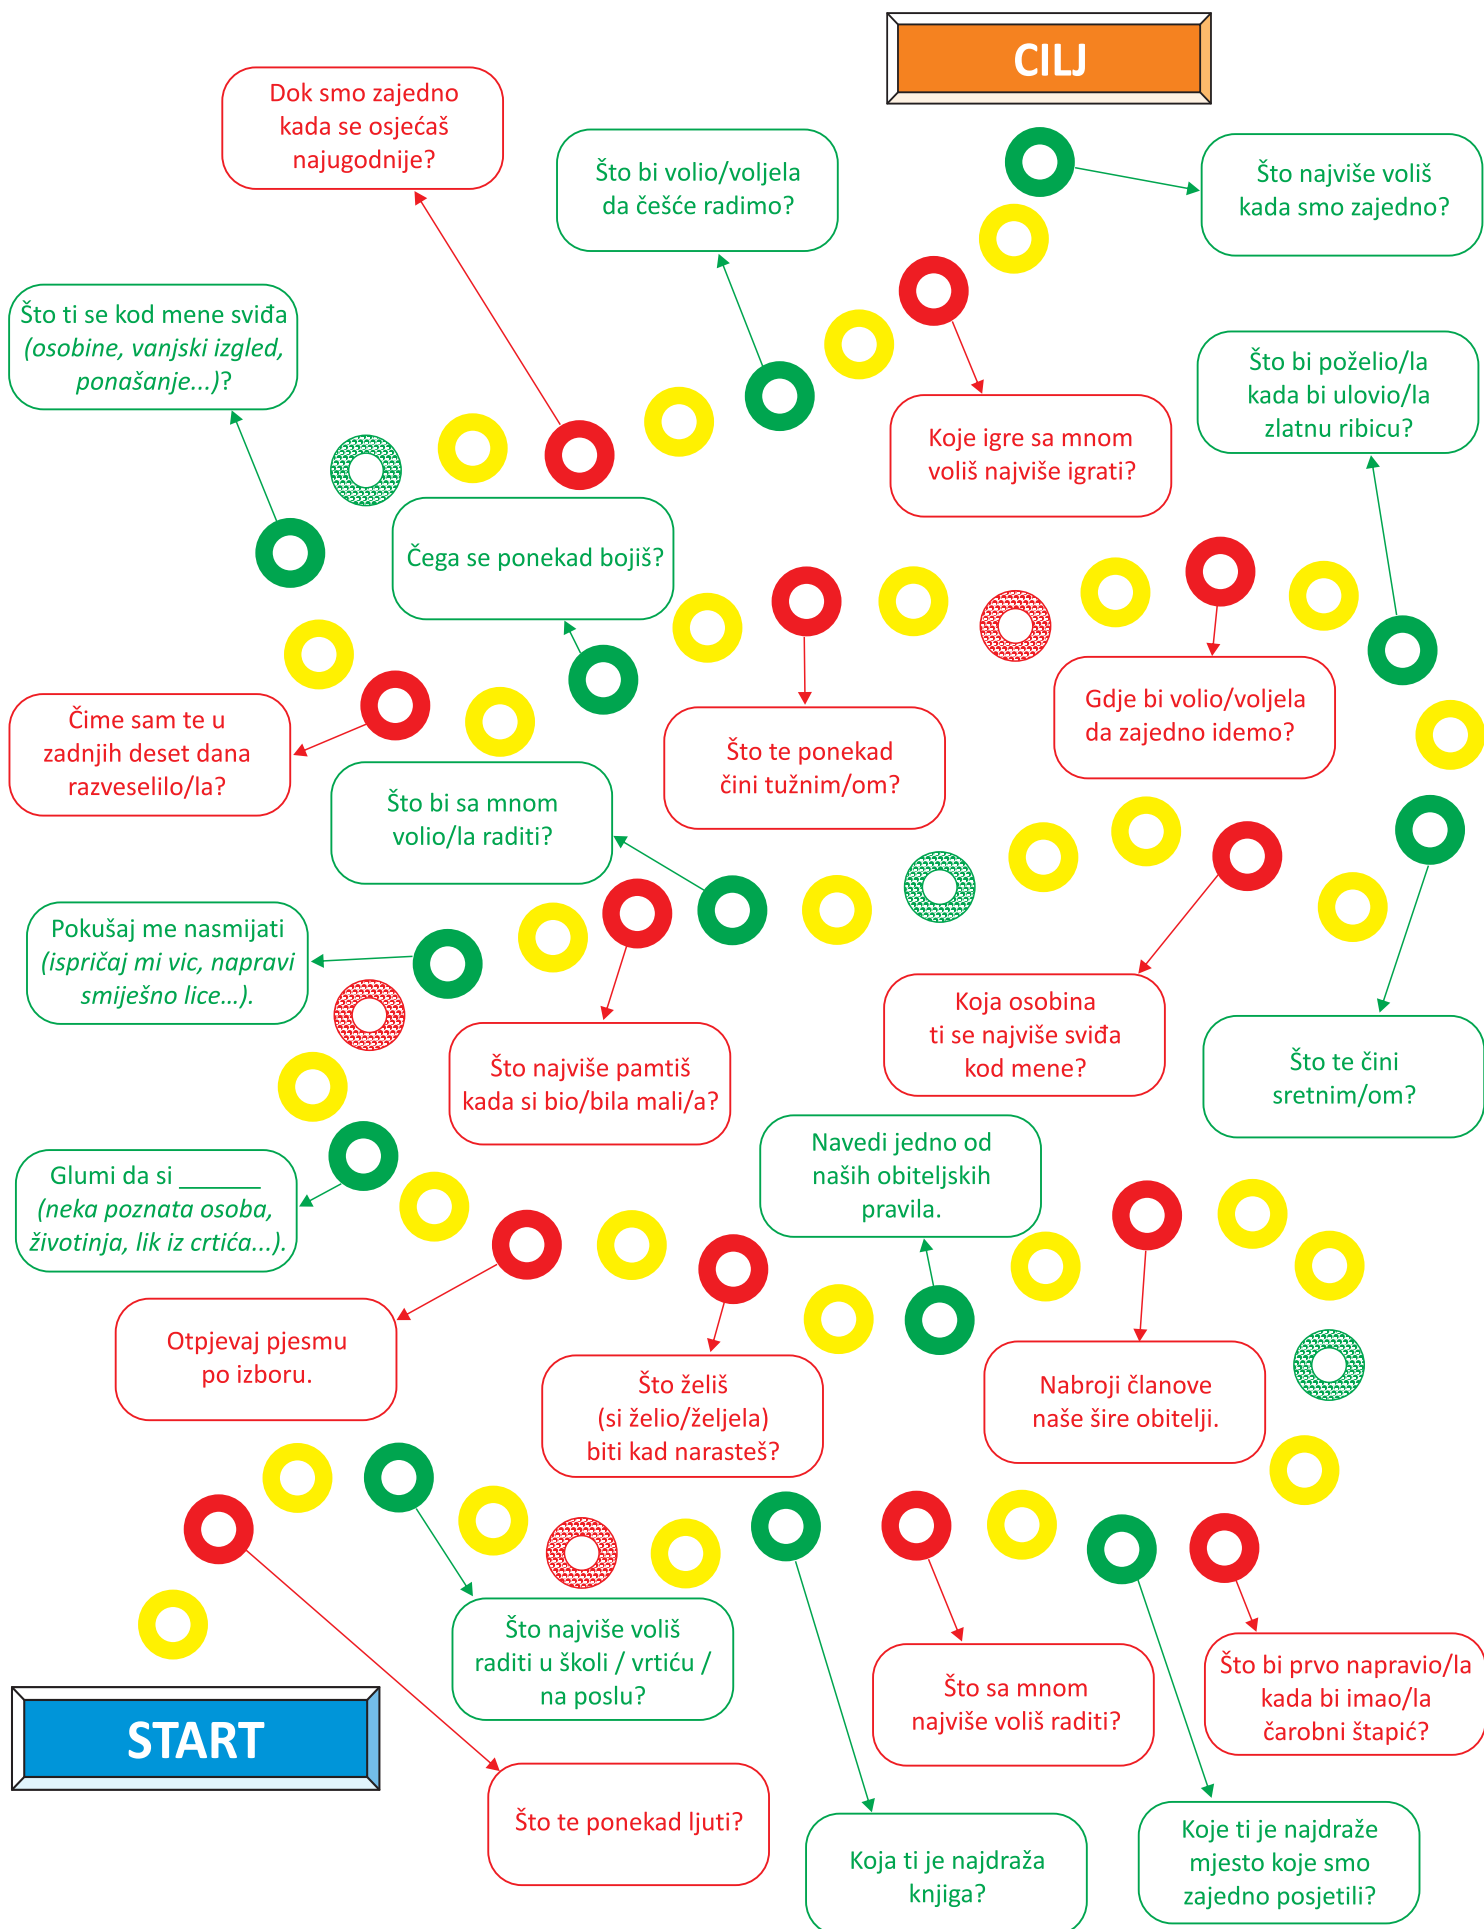 CILJ
Dok smo zajedno
kada se osjećaš
najugodnije?
Što bi volio/voljela
da češće radimo?
Što najviše voliš
kada smo zajedno?
Što ti se kod mene sviđa
(osobine, vanjski izgled,
ponašanje...)?
Što bi poželio/la
kada bi ulovio/la
zlatnu ribicu?
Koje igre sa mnom
voliš najviše igrati?
Čega se ponekad bojiš?
Gdje bi volio/voljela
da zajedno idemo?
Čime sam te u
zadnjih deset dana
razveselilo/la?
Što te ponekad
čini tužnim/om?
Što bi sa mnom
volio/la raditi?
Pokušaj me nasmijati
(ispričaj mi vic, napravi
smiješno lice...).
Koja osobina
ti se najviše sviđa
kod mene?
Što najviše pamtiš
kada si bio/bila mali/a?
Što te čini
sretnim/om?
Navedi jedno od
naših obiteljskih
pravila.
Glumi da si ______
(neka poznata osoba,
životinja, lik iz crtića...).
Otpjevaj pjesmu
po izboru.
Što želiš
(si želio/željela)
biti kad narasteš?
Nabroji članove
naše šire obitelji.
Što najviše voliš
raditi u školi / vrtiću /
na poslu?
Što sa mnom
najviše voliš raditi?
Što bi prvo napravio/la
kada bi imao/la
čarobni štapić?
START
Što te ponekad ljuti?
Koja ti je najdraža
knjiga?
Koje ti je najdraže
mjesto koje smo
zajedno posjetili?